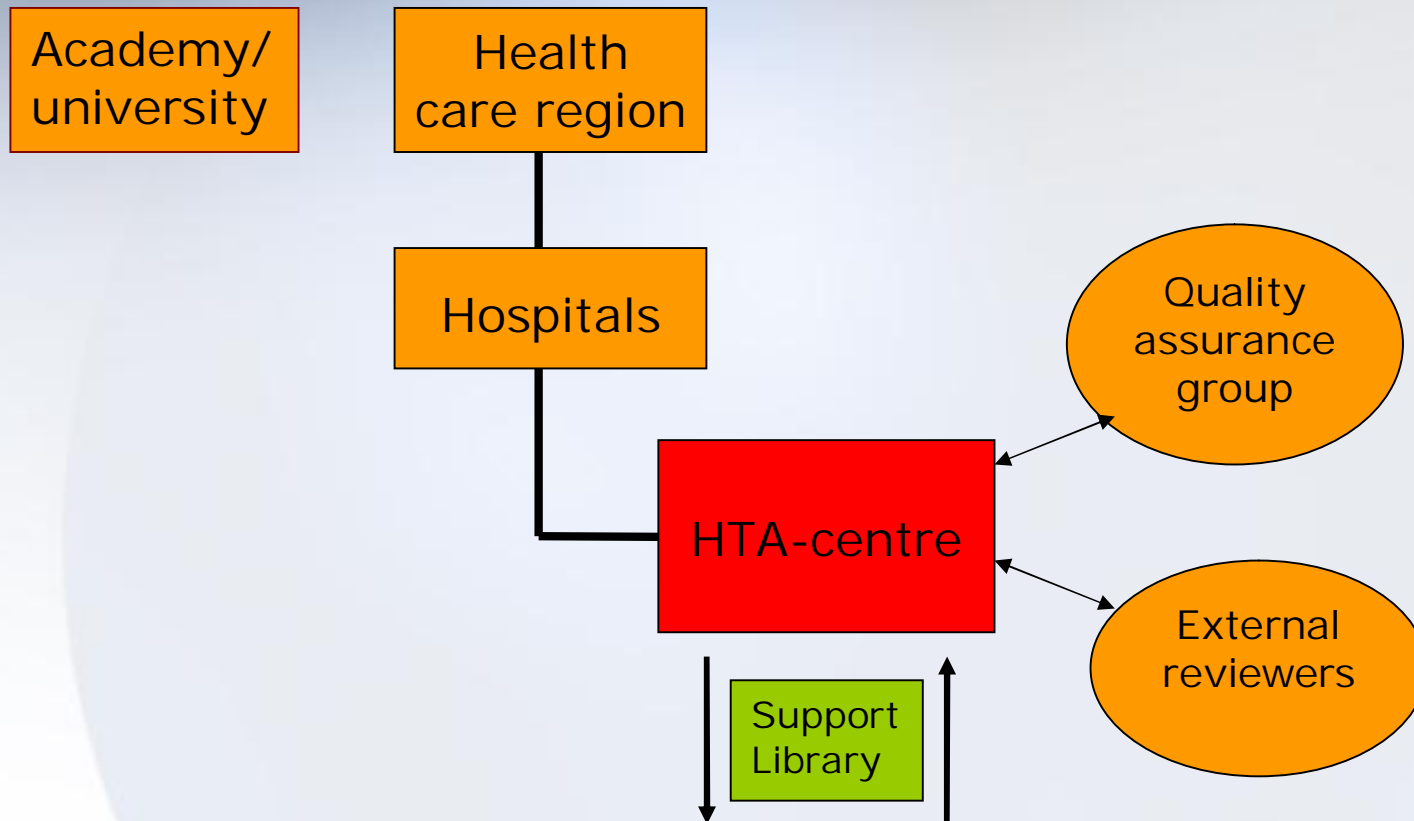 Academy/
university
Health
care region
Hospitals
Quality
assurance
group
HTA-centre
External
reviewers
Support
Library